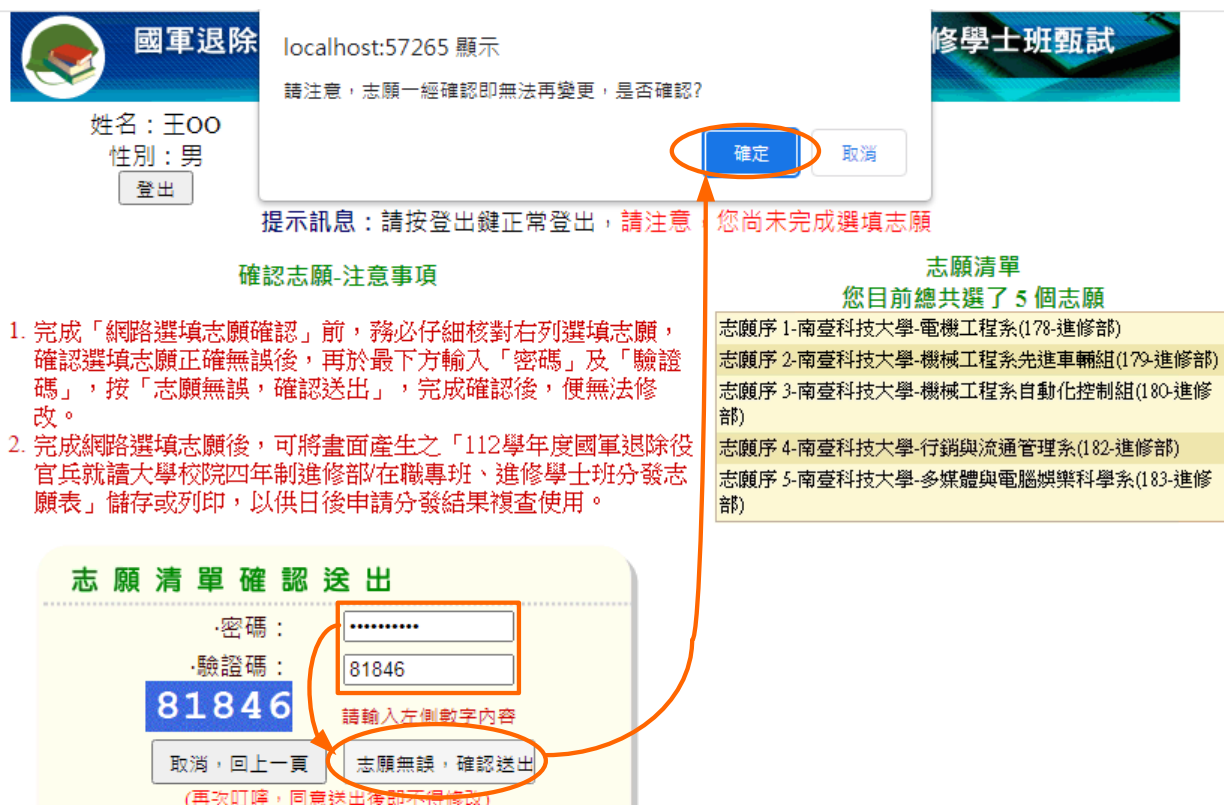 國軍退除
修學士班甄試
localhost:57265 顯示
請注意，志願一經確認即無法再變更，是否確認?
確定
取消
姓名：王OO
性別：男
登出
提示訊息：請按登出鍵正常登出，請注意，您尚未完成選填志願
確認志願-注意事項
1. 完成「網路選填志願確認」前，務必仔細核對右列選填志願，
確認選填志願正確無誤後，再於最下方輸入「密碼」及「驗證
碼」，按「志願無誤，確認送出」，完成確認後，便無法修
改。
2. 完成網路選填志願後，可將畫面產生之「112學年度國軍退除役
官兵就讀大學校院四年制進修部/在職專班、進修學士班分發志
願表」儲存或列印，以供日後申請分發結果複查使用。
志願清單
您目前總共選了 5 個志願
志願序 1-南臺科技大學-電機工程系(178-進修部)
志願序 2-南臺科技大學-機械工程系先進車輛組(179-進修部)
志願序 3-南臺科技大學-機械工程系自動化控制組(180-進修
部)
志願序 4-南臺科技大學-行銷與流通管理系(182-進修部)
志願序 5-南臺科技大學-多媒體與電腦娛樂科學系(183-進修
部)
志願清單確認送出
·密碼： ••••••••••
·驗證碼： 81846
81846 請輸入左側數字內容
取消，回上一頁 志願無誤，確認送出
(再次叮嚀，同意送出後即不得修改)